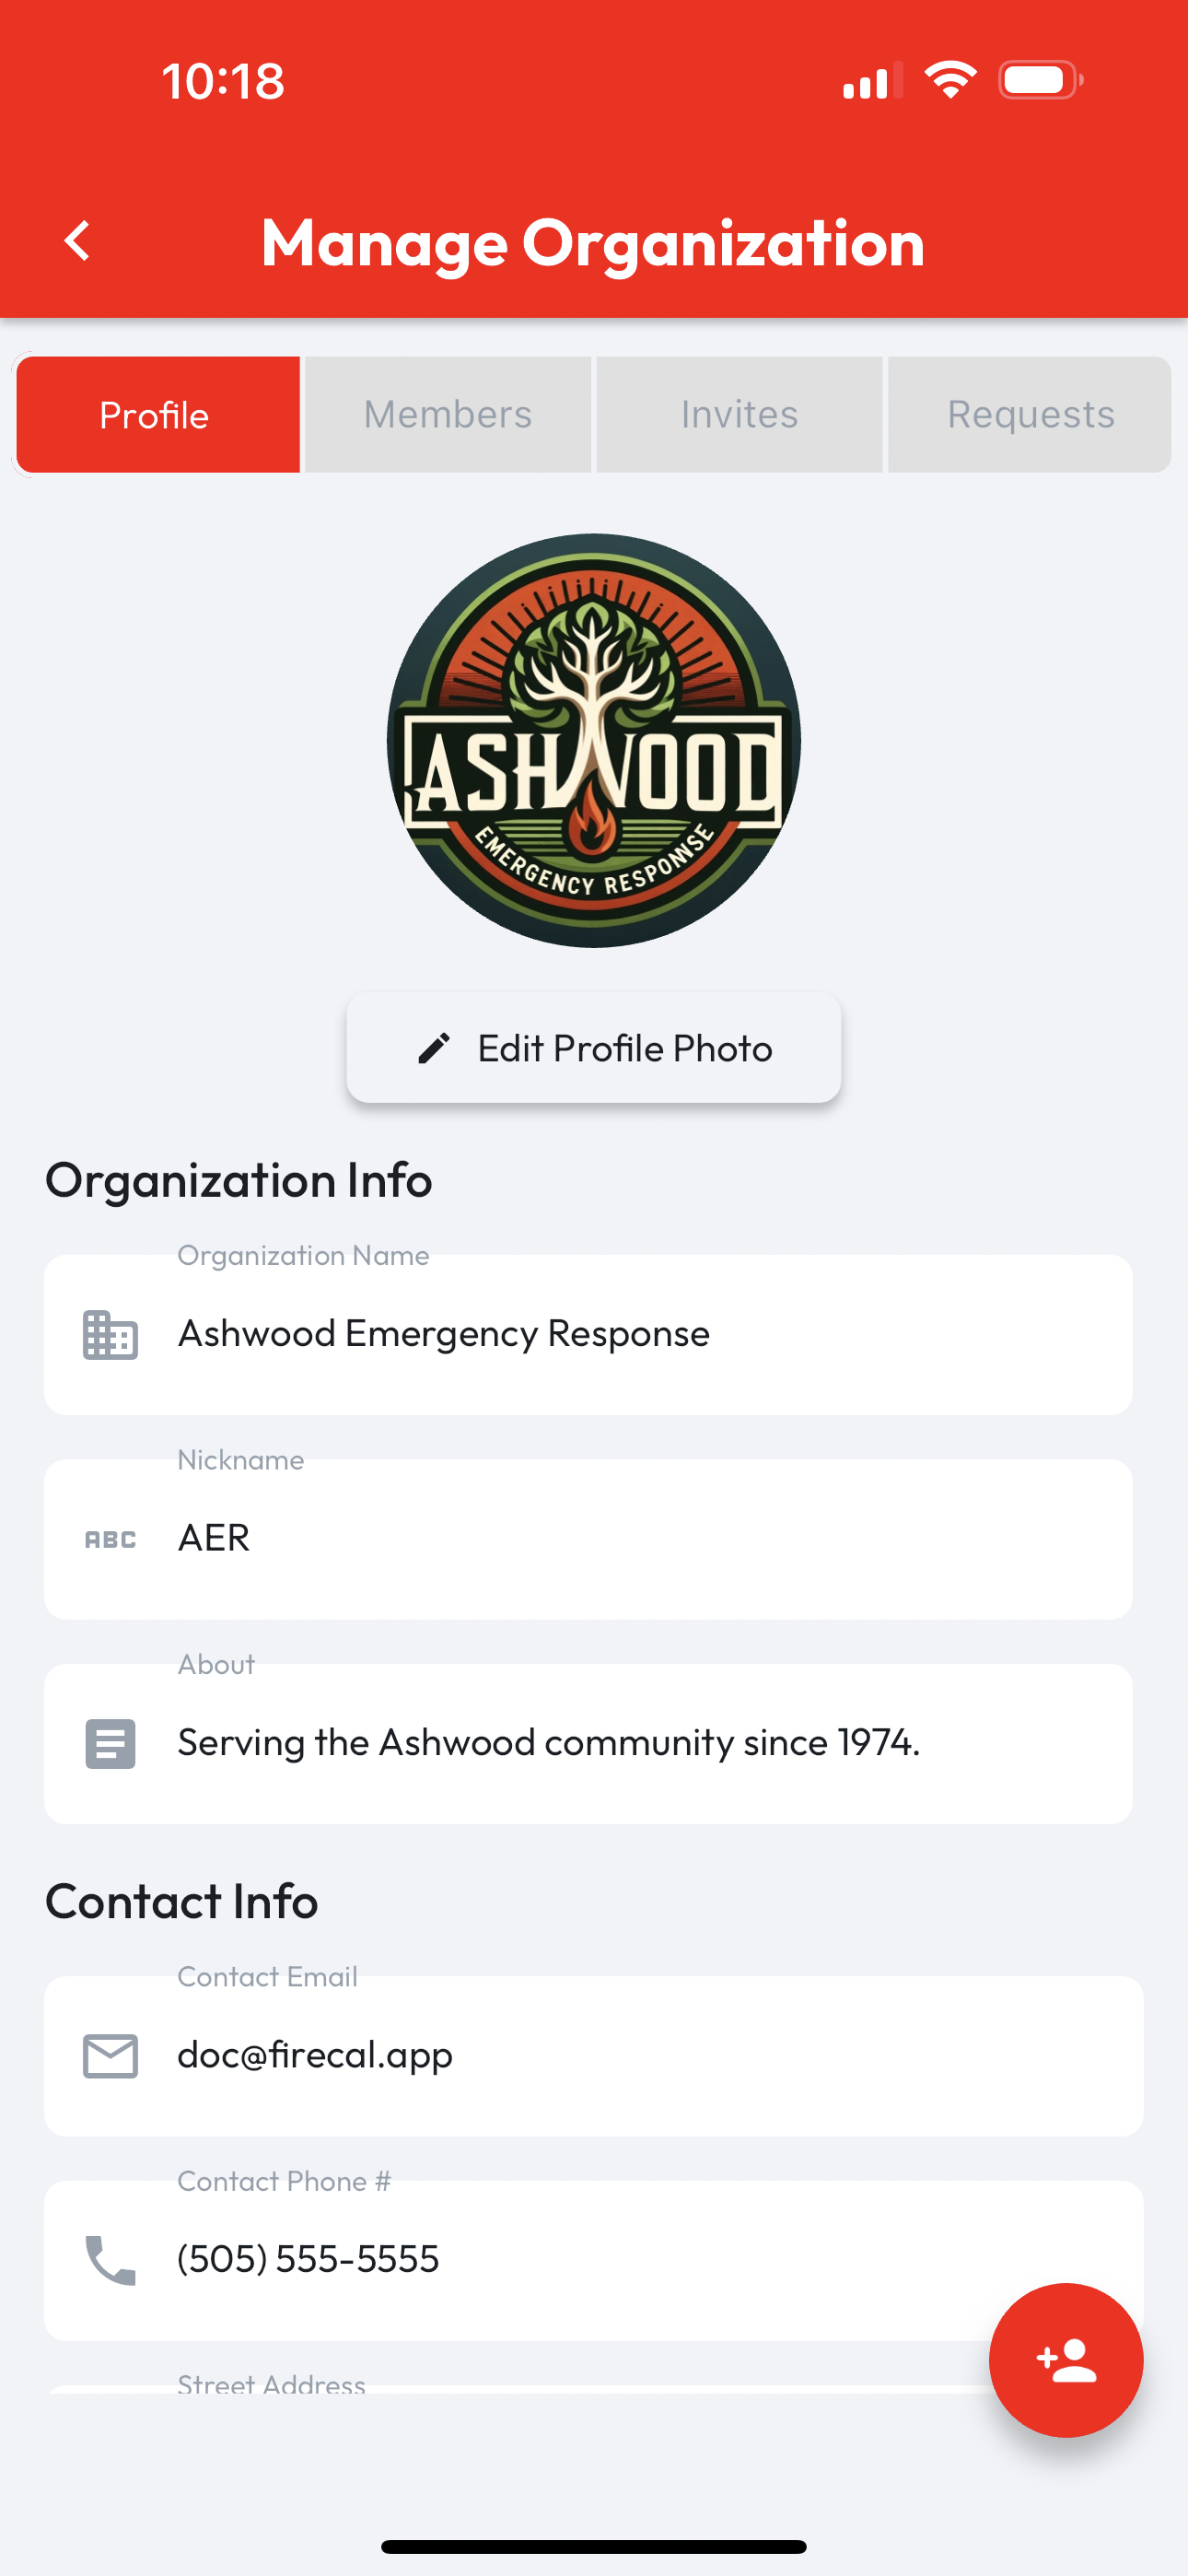 10:18
Manage Organization
Profile
Members
Invites
Requests
ASHWOOD
EMERGENCY RESPONSE
Edit Profile Photo
Organization Info
Organization Name
Ashwood Emergency Response
Nickname
ABC
AER
About
Serving the Ashwood community since 1974.
Contact Info
Contact Email
doc@firecal.app
Contact Phone #
(505) 555-5555
Street Address